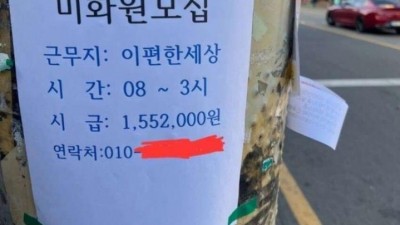 미화원모집
근무지: 이편한세상
시 간: 08 ~ 3시
시 급: 1,552,000원
연락처:010-